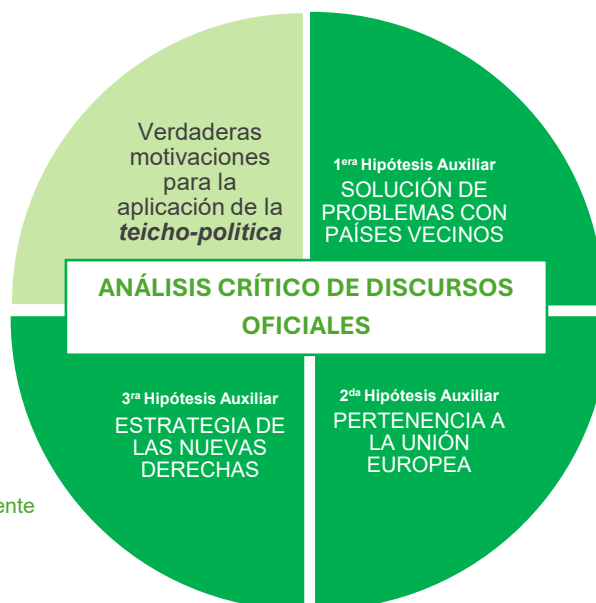 Verdaderas
motivaciones
para la
aplicación de la
teicho-politica
1era Hipótesis Auxiliar
SOLUCIÓN DE
PROBLEMAS CON
PAÍSES VECINOS
ANÁLISIS CRÍTICO DE DISCURSOS
OFICIALES
3ra Hipótesis Auxiliar
ESTRATEGIA DE
LAS NUEVAS
DERECHAS
2da Hipótesis Auxiliar
PERTENENCIA A
LA UNIÓN
EUROPEA
ente